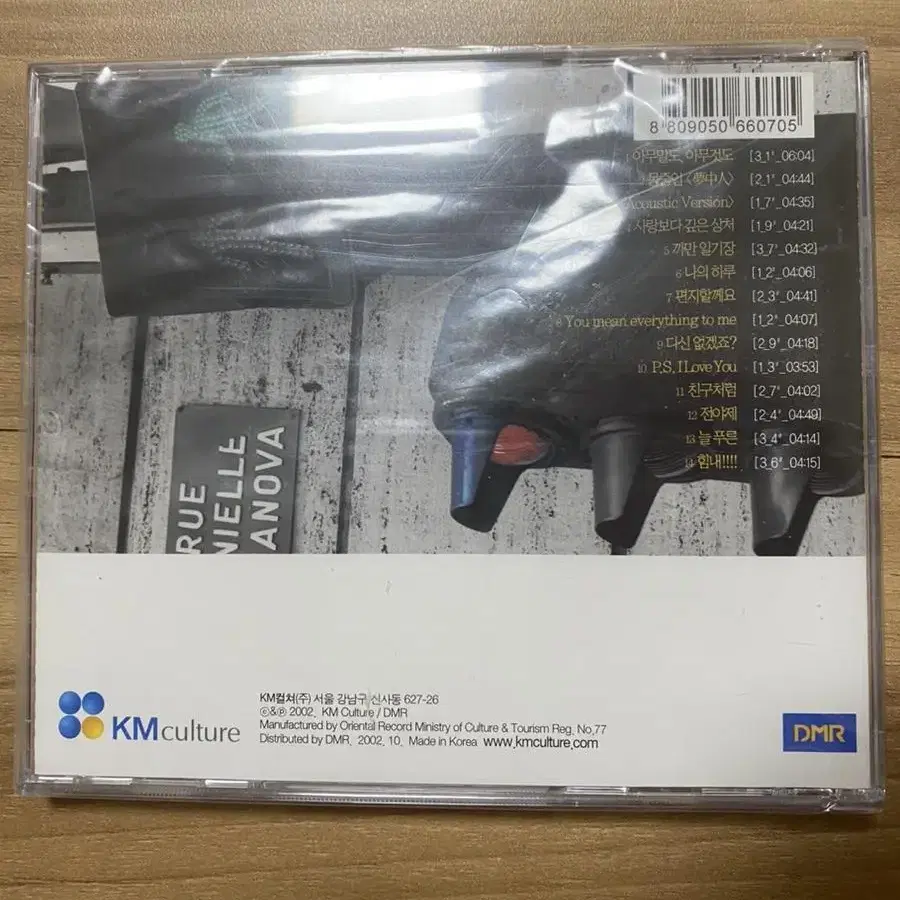 8 809050 660705
1 아무말도, 아무것도 [3_1'_06:04]
2 몽중인 〈夢中人〉 [2_1'_04:44]
Acoustic Version〉 [1_7'_04:35]
4 사랑보다 깊은 상처 [1_9'_04:21]
5 까만 일기장 [3_7'_04:32]
6 나의 하루 [1_2'_04:06]
7 편지할께요 [2_3'_04:41]
8 You mean everything to me [1_2'_04:07]
9 다신 없겠죠? [2_9'_04:18]
10 P.S. I Love You [1_3'_03:53]
11 친구처럼 [2_7'_04:02]
12 전야제 [2_4'_04:49]
13 늘 푸른 [3_4'_04:14]
14 힘내!!!! [3_6'_04:15]
RUE
NIELLE
ANOVA
KM culture
KM컬쳐(주) 서울 강남구 신사동 627-26
ⓒ&ⓟ 2002. KM Culture / DMR
Manufactured by Oriental Record Ministry of Culture & Tourism Reg. No.77
Distributed by DMR, 2002. 10. Made in Korea www.kmculture.com
DMR